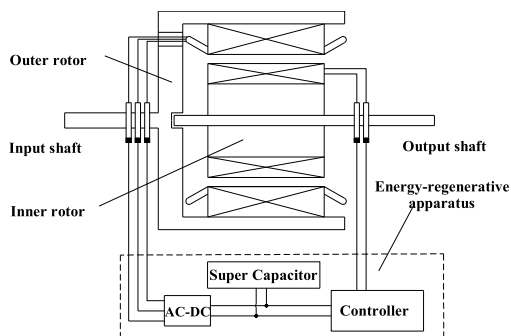 Outer rotor
Input shaft
Output shaft
Inner rotor
Energy-regenerative
apparatus
Super Capacitor
AC-DC
Controller